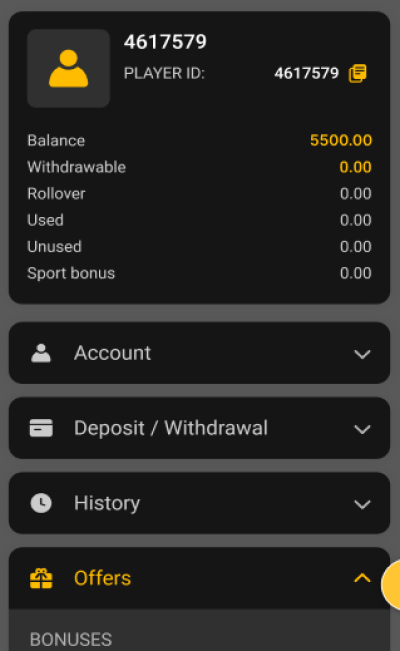 4617579
PLAYER ID: 4617579
Balance 5500.00
Withdrawable 0.00
Rollover 0.00
Used 0.00
Unused 0.00
Sport bonus 0.00
Account
Deposit / Withdrawal
History
Offers
BONUSES